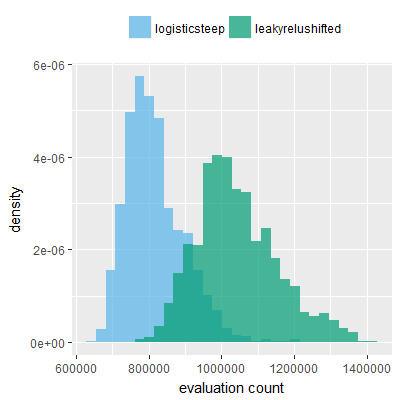 logisticsteep leakyrelushifted
6e-06
4e-06
2e-06
0e+00
density
600000 800000 1000000 1200000 1400000
evaluation count